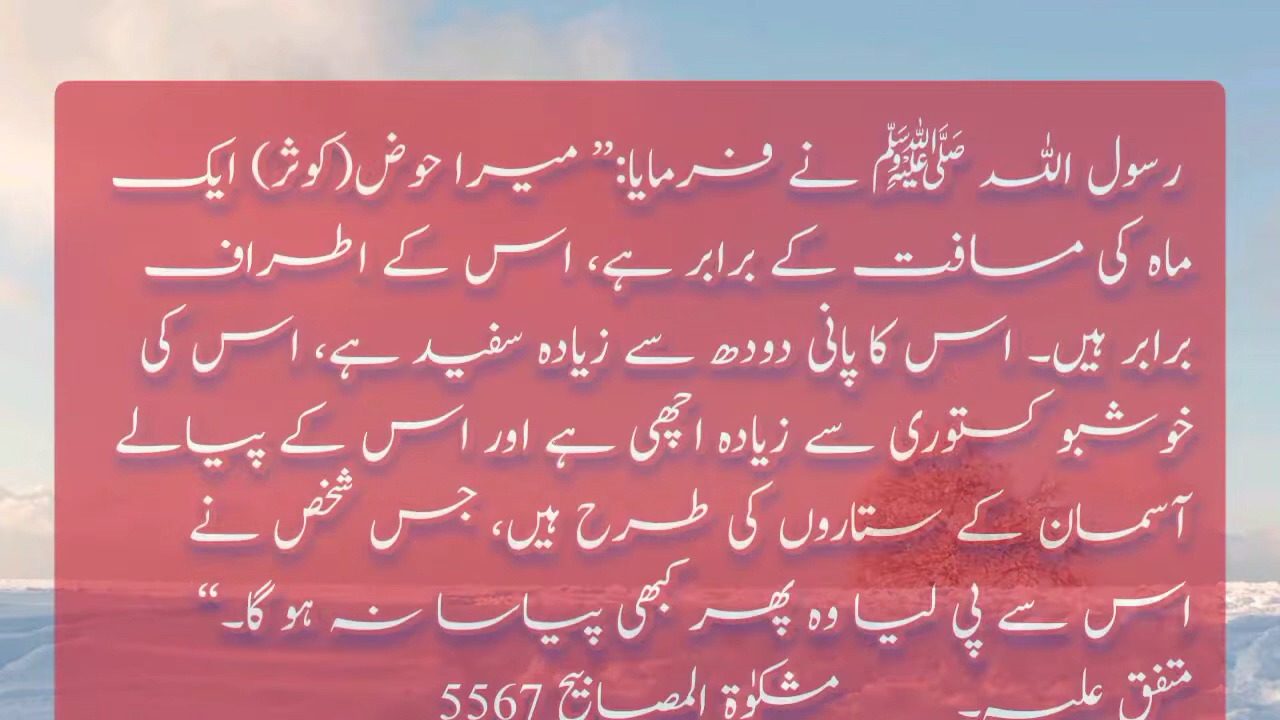 رسول اللہ ﷺ نے فرمایا:”میرا حوض(کوثر) ایک
ماہ کی مسافت کے برابر ہے، اس کے اطراف
برابر ہیں۔ اس کا پانی دودھ سے زیادہ سفید ہے، اس کی
خوشبو کستوری سے زیادہ اچھی ہے اور اس کے پیالے
آسمان کے ستاروں کی طرح ہیں، جس شخص نے
اس سے پی لیا وہ پھر کبھی پیاسا نہ ہو گا۔“
متفق علیہ۔ مشکوٰۃ المصابیح 5567